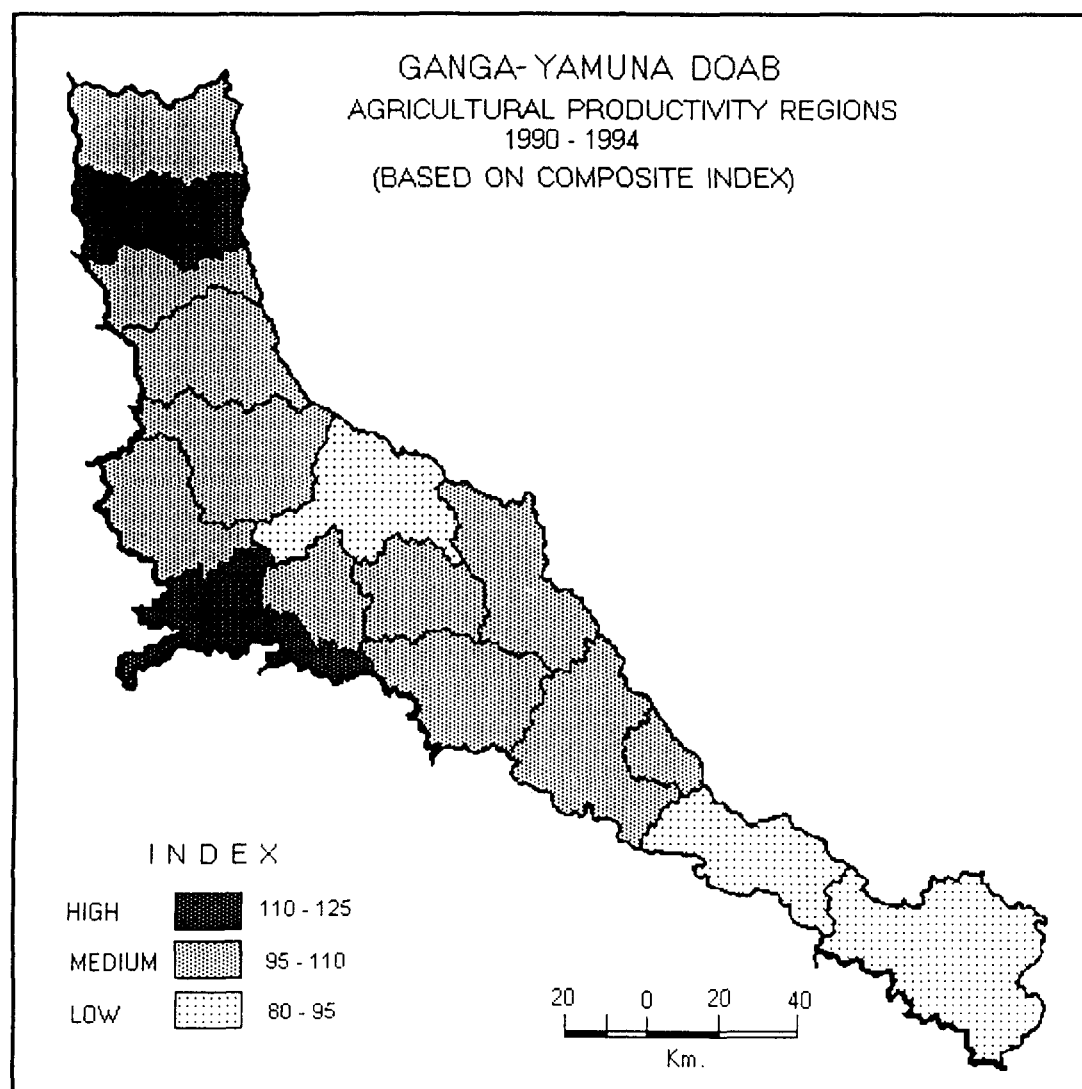 GANGA-YAMUNA DOAB
AGRICULTURAL PRODUCTIVITY REGIONS
1990 - 1994
(BASED ON COMPOSITE INDEX)
INDEX
HIGH 110 - 125
MEDIUM 95 - 110
LOW 80 - 95
20 0 20 40
Km.